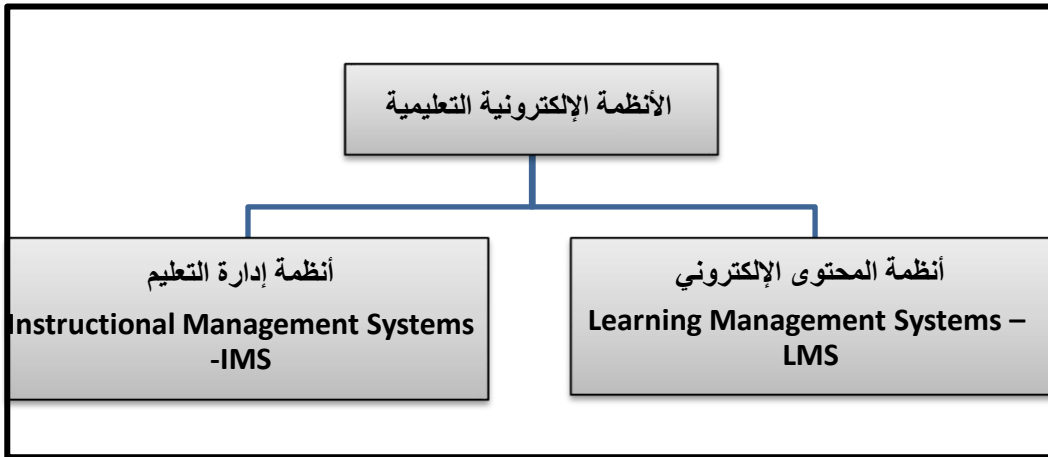 الأنظمة الإلكترونية التعليمية
أنظمة المحتوى الإلكتروني
Learning Management Systems –
LMS
أنظمة إدارة التعليم
Instructional Management Systems
-IMS